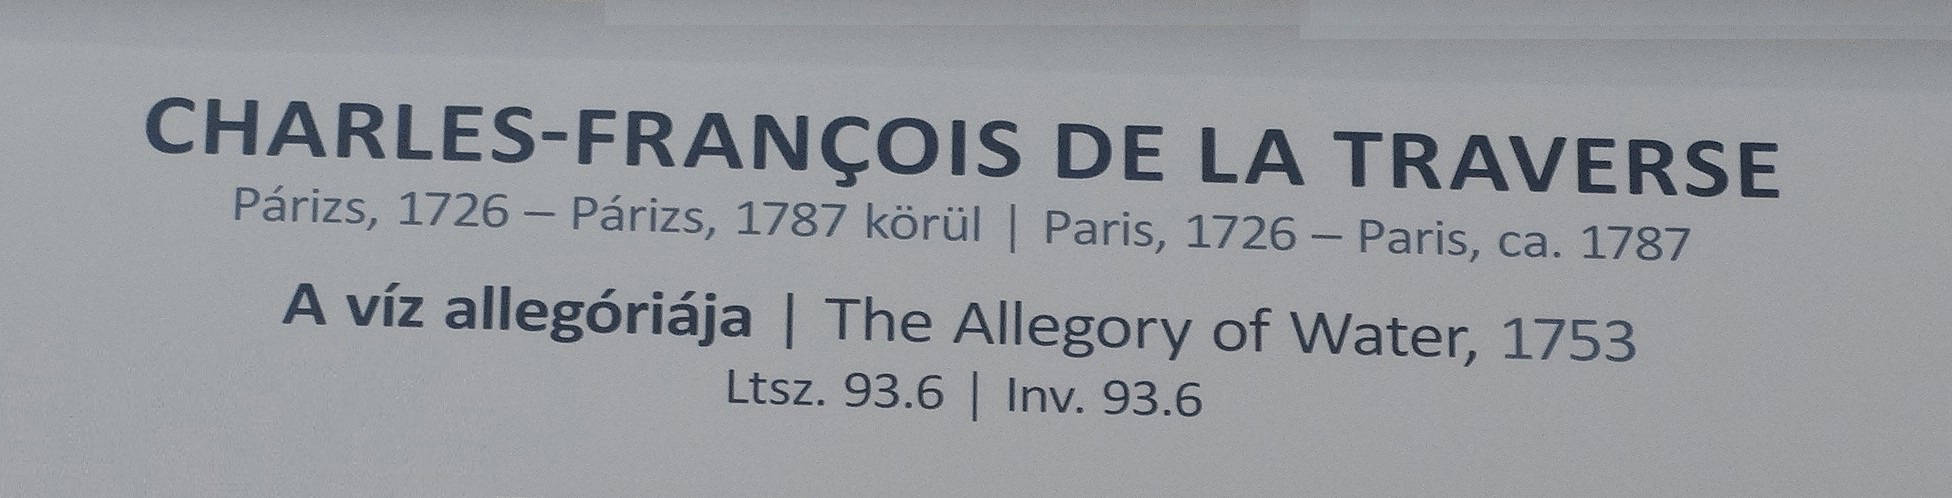 CHARLES-FRANÇOIS DE LA TRAVERSE
Párizs, 1726 – Párizs, 1787 körül | Paris, 1726 – Paris, ca. 1787
A víz allegóriája | The Allegory of Water, 1753
Ltsz. 93.6 | Inv. 93.6